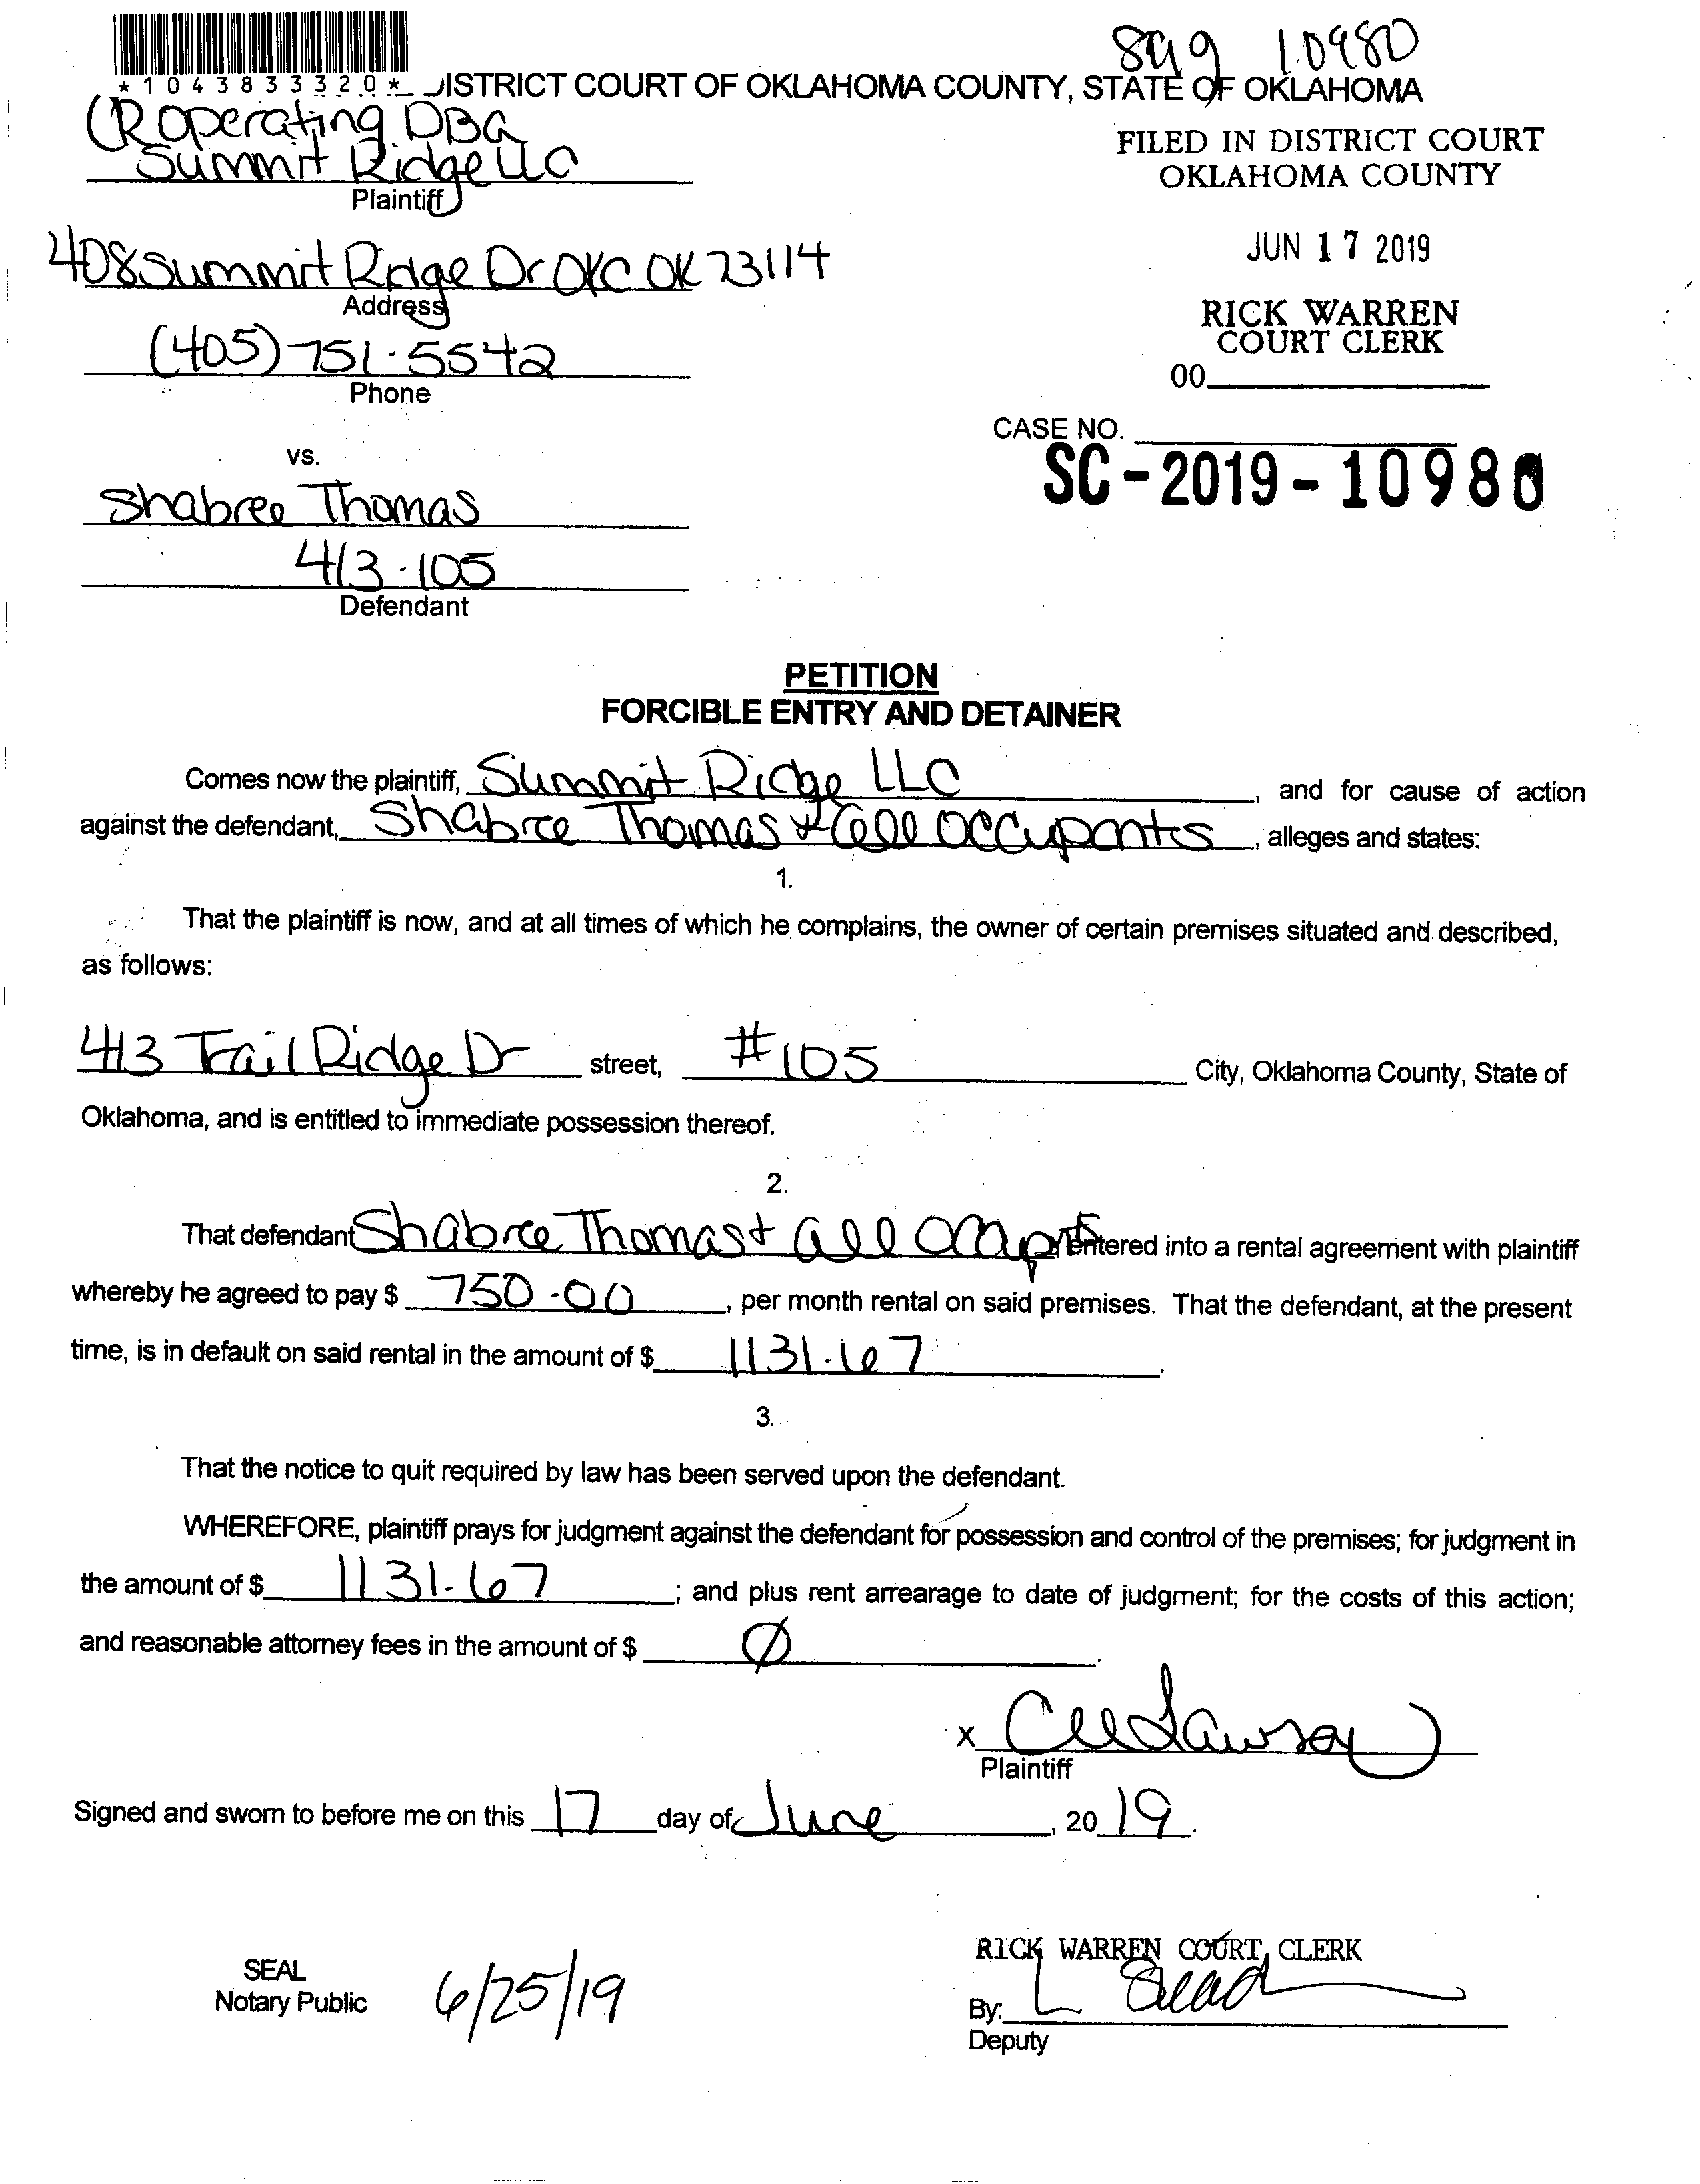 *1043833320* DISTRICT COURT OF OKLAHOMA COUNTY, STATE OF OKLAHOMA
10980
CR Operating DBA
Summit Ridge LLC
Plaintiff
FILED IN DISTRICT COURT
OKLAHOMA COUNTY
JUN 17 2019
RICK WARREN
COURT CLERK
00
408 Summit Ridge Dr OKC OK 73114
Address
(405) 751-5542
Phone
CASE NO.
SC-2019-10980
vs.
Shabree Thomas
413-105
Defendant
PETITION
FORCIBLE ENTRY AND DETAINER
Comes now the plaintiff, Summit Ridge LLC, and for cause of action
against the defendant, Shabree Thomas + all occupants, alleges and states:
1.
That the plaintiff is now, and at all times of which he complains, the owner of certain premises situated and described,
as follows:
413 Trail Ridge Dr street, #105 City, Oklahoma County, State of
Oklahoma, and is entitled to immediate possession thereof.
2.
That defendant Shabree Thomas + all entered into a rental agreement with plaintiff
whereby he agreed to pay $ 750.00, per month rental on said premises. That the defendant, at the present
time, is in default on said rental in the amount of $ 1131.67.
3.
That the notice to quit required by law has been served upon the defendant.
WHEREFORE, plaintiff prays for judgment against the defendant for possession and control of the premises; for judgment in
the amount of $ 1131.67; and plus rent arrearage to date of judgment; for the costs of this action;
and reasonable attorney fees in the amount of $ Ø.
x
Plaintiff
Signed and sworn to before me on this 17 day of June, 20 19.
SEAL
Notary Public
6/25/19
RICK WARREN COURT CLERK
By:
Deputy